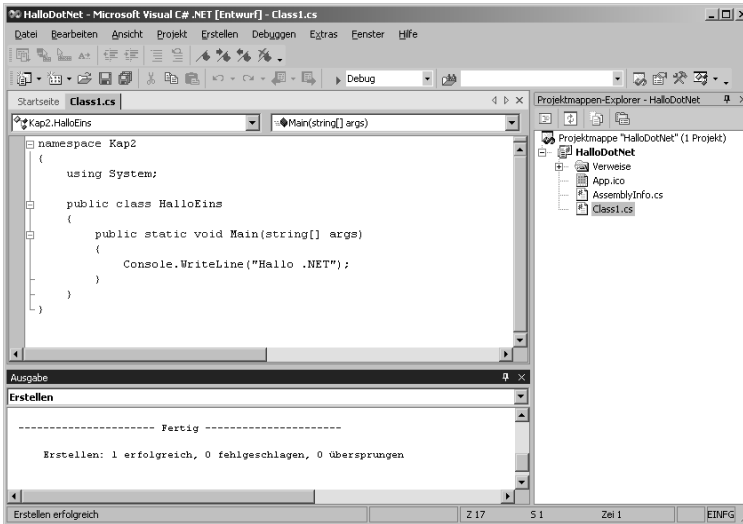 HalloDotNet - Microsoft Visual C# .NET [Entwurf] - Class1.cs
Datei Bearbeiten Ansicht Projekt Erstellen Debuggen Extras Fenster Hilfe
Debug
Startseite Class1.cs
Kap2.HalloEins
Main(string[] args)
namespace Kap2
{
using System;
public class HalloEins
{
public static void Main(string[] args)
{
Console.WriteLine("Hallo .NET");
}
}
}
Projektmappen-Explorer - HalloDotNet
Projektmappe "HalloDotNet" (1 Projekt)
HalloDotNet
Verweise
App.ico
AssemblyInfo.cs
Class1.cs
Ausgabe
Erstellen
---------------------- Fertig ----------------------
Erstellen: 1 erfolgreich, 0 fehlgeschlagen, 0 übersprungen
Erstellen erfolgreich Z 17 S 1 Zei 1 EINFG